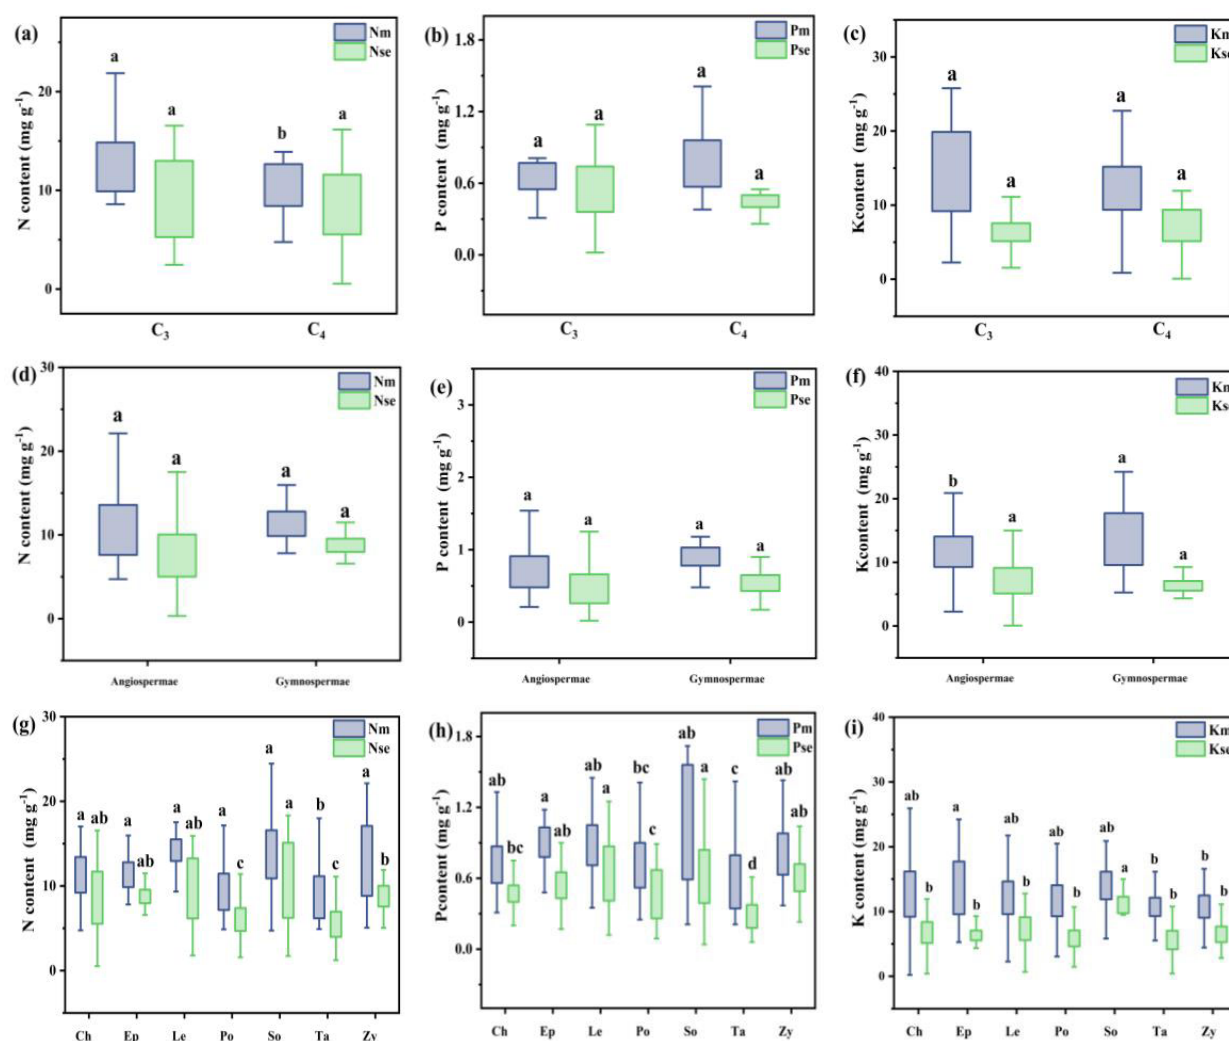 (a)
Nm
Nse
N content (mg g-1)
20
10
0
a
a
b
a
C3
C4
(b)
Pm
Pse
P content (mg g-1)
1.8
1.2
0.6
0.0
a
a
a
a
C3
C4
(c)
Km
Kse
Kcontent (mg g-1)
30
20
10
0
a
a
a
a
C3
C4
(d)
Nm
Nse
N content (mg g-1)
30
20
10
0
a
a
a
a
Angiospermae
Gymnospermae
(e)
Pm
Pse
P content (mg g-1)
3
2
1
0
a
a
a
a
Angiospermae
Gymnospermae
(f)
Km
Kse
Kcontent (mg g-1)
40
30
20
10
0
b
a
a
a
Angiospermae
Gymnospermae
(g)
Nm
Nse
N content (mg g-1)
30
20
10
0
a
ab
a
ab
a
ab
a
c
a
a
b
c
a
b
Ch
Ep
Le
Po
So
Ta
Zy
(h)
Pm
Pse
Pcontent (mg g-1)
1.8
1.2
0.6
0.0
ab
bc
a
ab
ab
a
bc
c
ab
a
c
d
ab
ab
Ch
Ep
Le
Po
So
Ta
Zy
(i)
Km
Kse
K content (mg g-1)
40
30
20
10
0
ab
b
a
b
ab
b
ab
b
ab
a
b
b
b
b
Ch
Ep
Le
Po
So
Ta
Zy